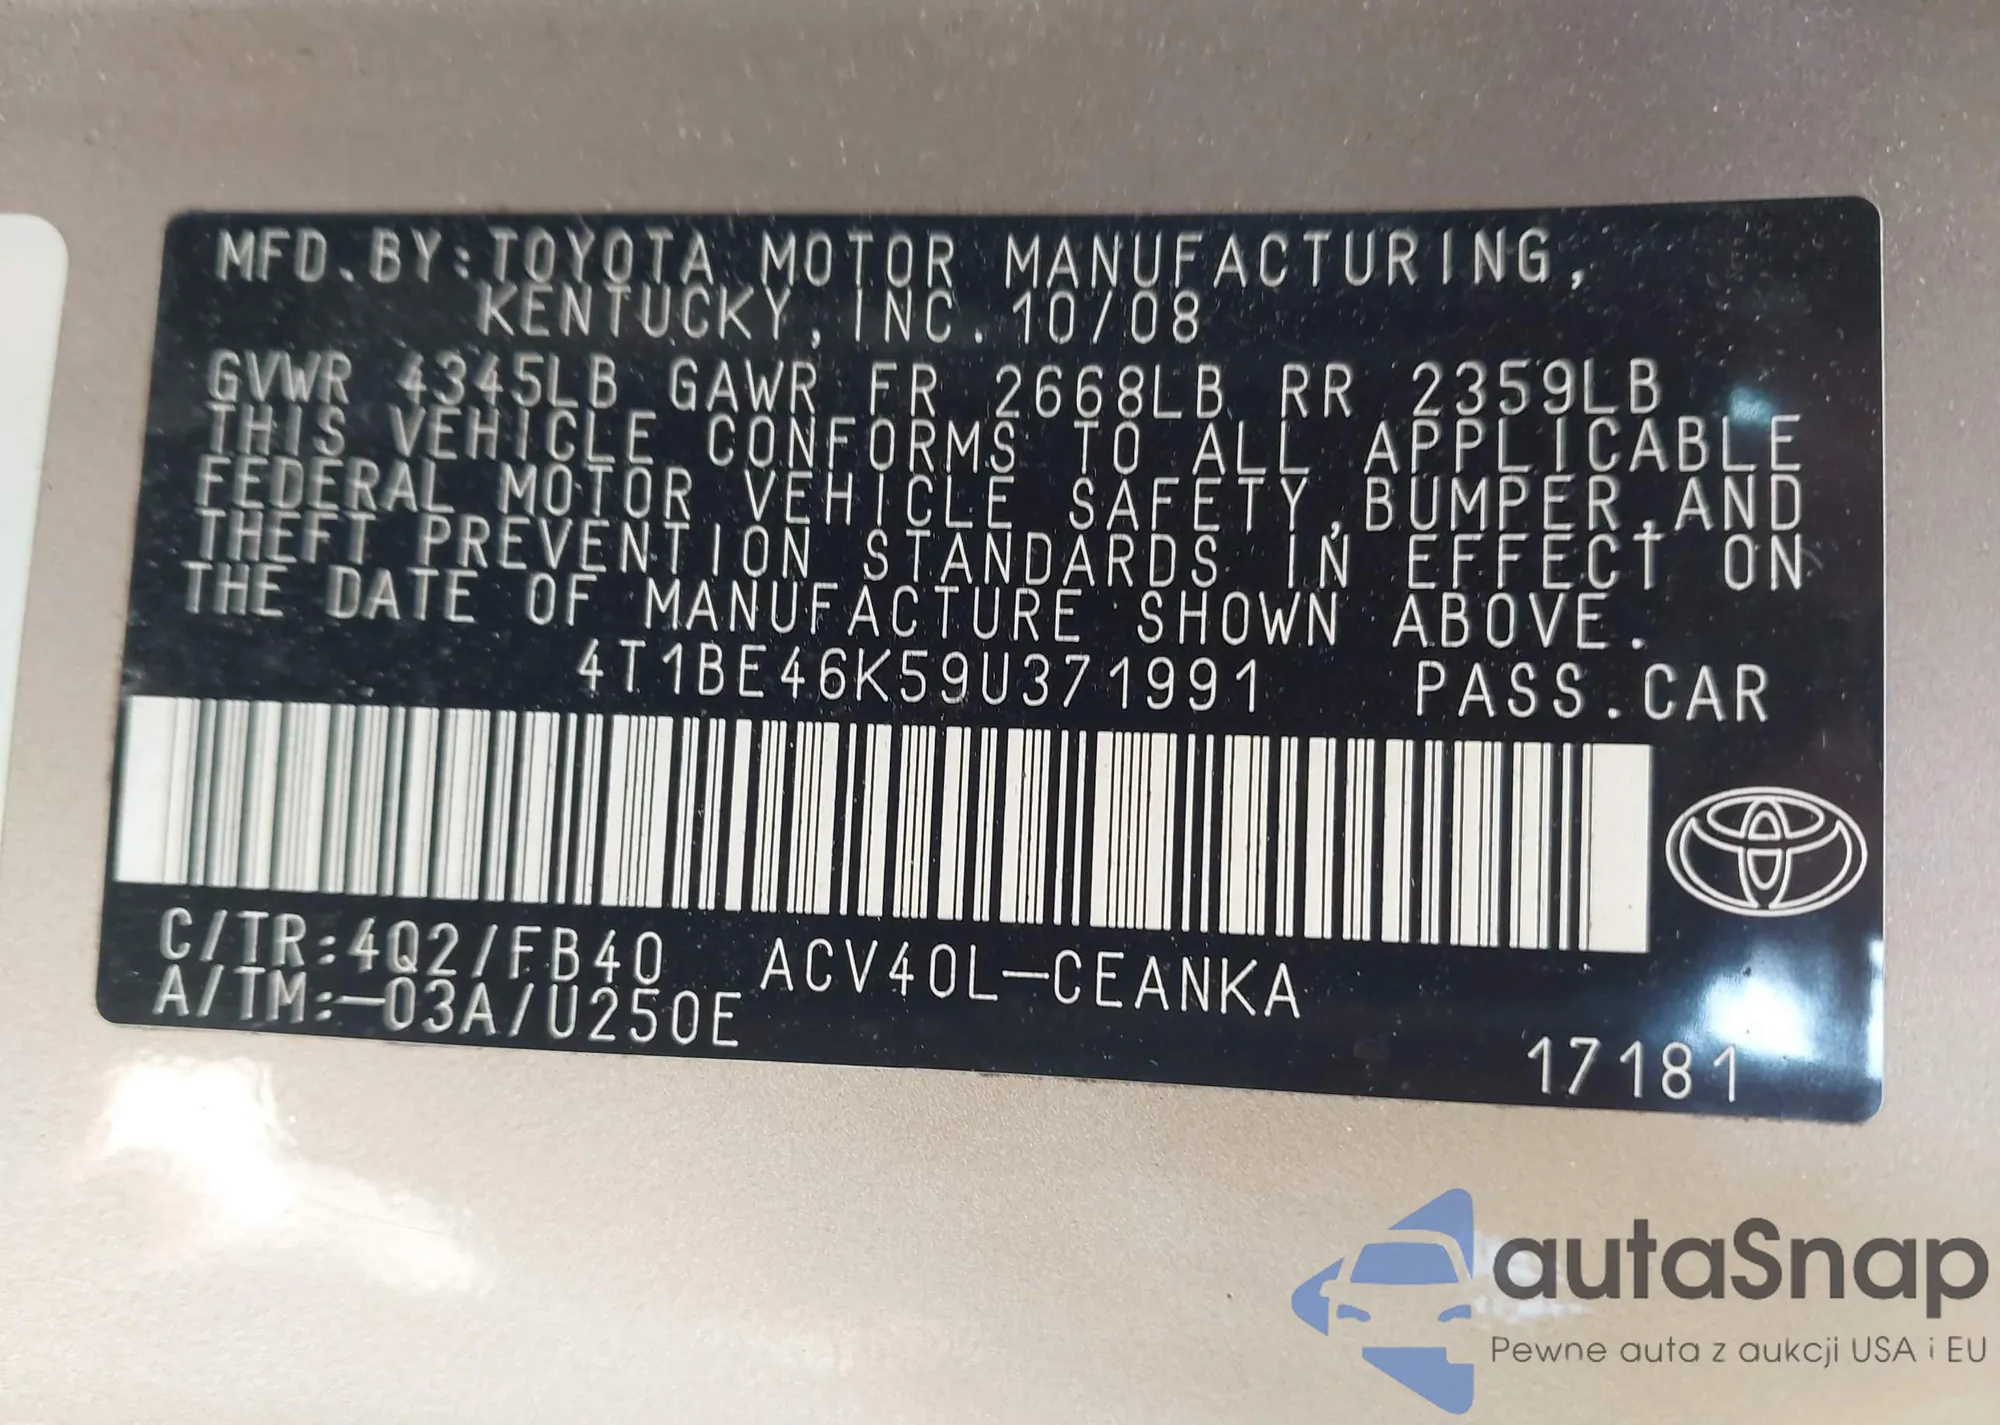 MFD.BY:TOYOTA MOTOR MANUFACTURING,
KENTUCKY, INC. 10/08
GVWR 4345LB GAWR FR 2668LB RR 2359LB
THIS VEHICLE CONFORMS TO ALL APPLICABLE
FEDERAL MOTOR VEHICLE SAFETY,BUMPER,AND
THEFT PREVENTION STANDARDS IN EFFECT ON
THE DATE OF MANUFACTURE SHOWN ABOVE.
4T1BE46K59U371991 PASS.CAR
C/TR:4Q2/FB40 ACV40L-CEANKA
A/TM:-03A/U250E
17181
autaSnap
Pewne auta z aukcji USA i EU